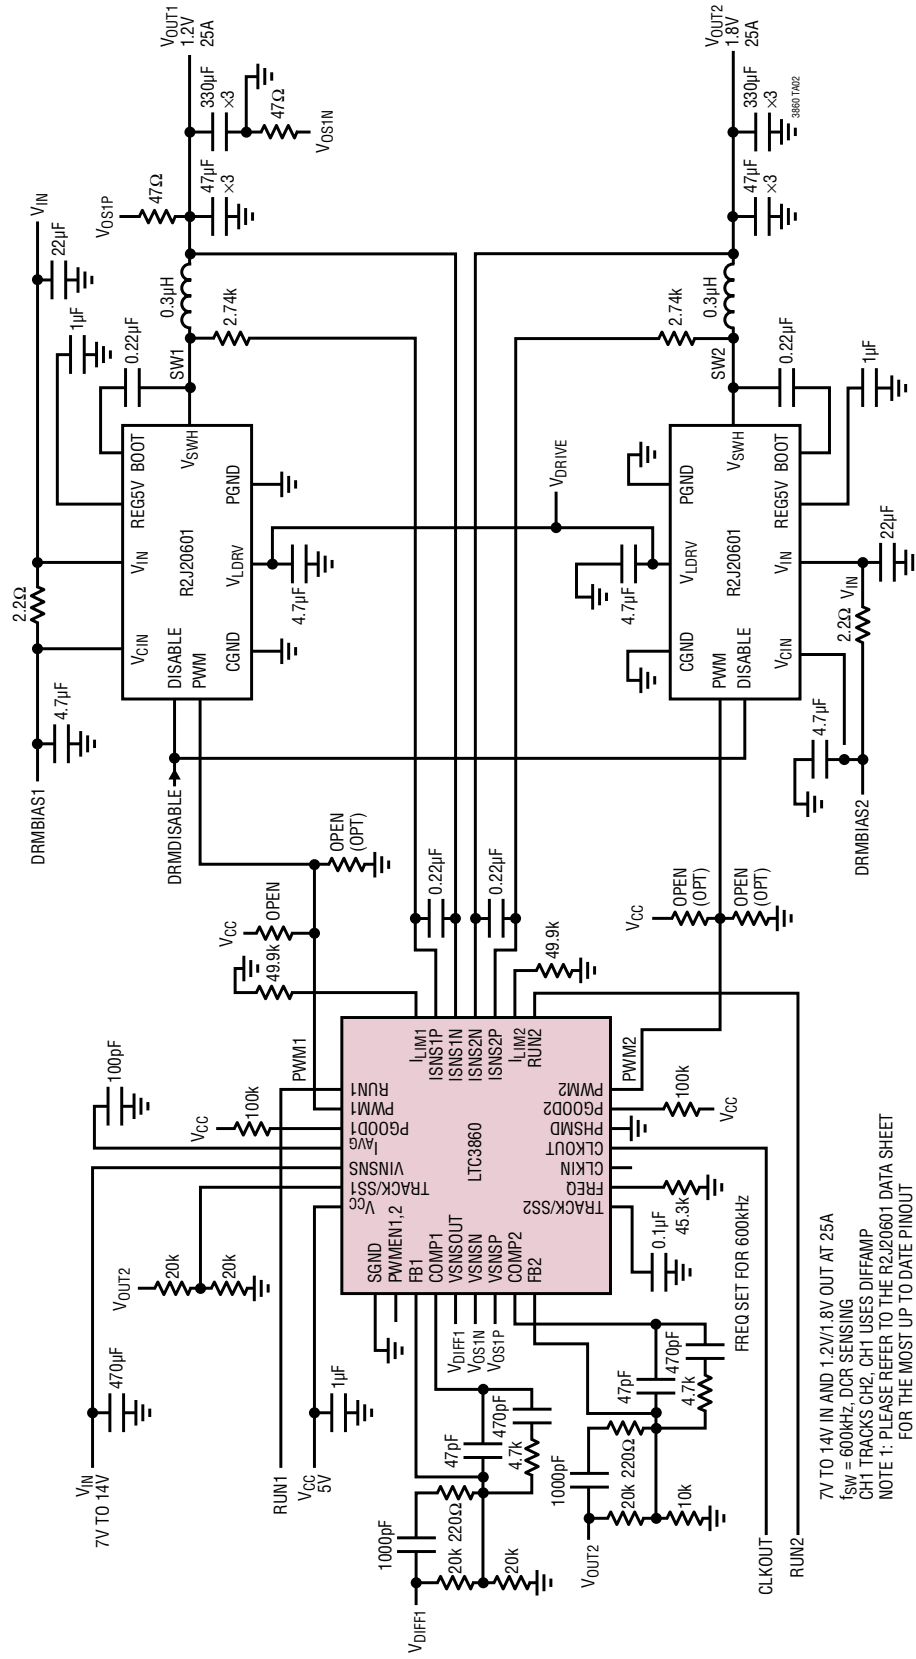 VIN
7V TO 14V
470µF
RUN1
VCC
5V
1µF
VOUT2
20k
20k
VCC
100k
100pF
PWM1
VCC
OPEN
49.9k
OPEN
(OPT)
DRMBIAS1
4.7µF
2.2Ω
VIN
22µF
1µF
0.22µF
DRMDISABLE
VCIN
VIN
REG5V
BOOT
DISABLE
PWM
R2J20601
VSWH
CGND
VLDRV
PGND
4.7µF
SW1
0.3µH
2.74k
VOS1P
47Ω
47µF
×3
330µF
×3
47Ω
VOS1N
VOUT1
1.2V
25A
VCC
TRACK/SS1
VINSNS
IAVG
PGOOD1
PWM1
RUN1
SGND
PWMEN1,2
FB1
COMP1
VSNSOUT
VSNSN
VSNSP
COMP2
FB2
LTC3860
ILIM1
ISNS1P
ISNS1N
ISNS2N
ISNS2P
ILIM2
RUN2
TRACK/SS2
FREQ
CLKIN
CLKOUT
PHSMD
PGOOD2
PWM2
VDIFF1
VOS1N
VOS1P
VDIFF1
1000pF
20k
220Ω
20k
47pF
4.7k
470pF
VOUT2
1000pF
20k
220Ω
10k
47pF
4.7k
470pF
0.1µF
45.3k
FREQ SET FOR 600kHz
100k
VCC
PWM2
0.22µF
0.22µF
49.9k
VCC
OPEN
(OPT)
OPEN
(OPT)
VDRIVE
4.7µF
CGND
VLDRV
PGND
PWM
DISABLE
R2J20601
VSWH
VCIN
VIN
REG5V
BOOT
4.7µF
DRMBIAS2
2.2Ω
VIN
22µF
1µF
0.22µF
SW2
2.74k
0.3µH
47µF
×3
330µF
×3
VOUT2
1.8V
25A
3860 TA02
CLKOUT
RUN2
7V TO 14V IN AND 1.2V/1.8V OUT AT 25A
fSW = 600kHz, DCR SENSING
CH1 TRACKS CH2, CH1 USES DIFFAMP
NOTE 1: PLEASE REFER TO THE R2J20601 DATA SHEET
FOR THE MOST UP TO DATE PINOUT